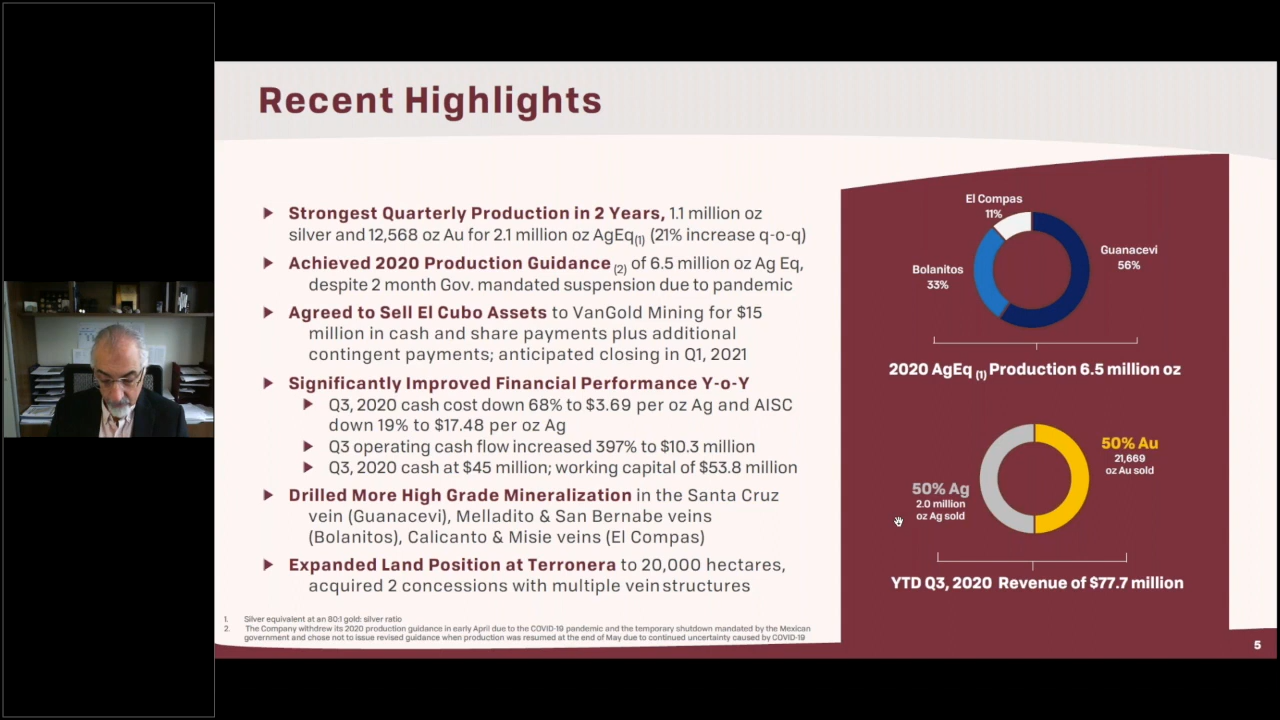 Recent Highlights
Strongest Quarterly Production in 2 Years, 1.1 million oz
silver and 12,568 oz Au for 2.1 million oz AgEq(1) (21% increase q-o-q)
Achieved 2020 Production Guidance (2) of 6.5 million oz Ag Eq,
despite 2 month Gov. mandated suspension due to pandemic
Agreed to Sell El Cubo Assets to VanGold Mining for $15
million in cash and share payments plus additional
contingent payments; anticipated closing in Q1, 2021
Significantly Improved Financial Performance Y-o-Y
Q3, 2020 cash cost down 68% to $3.69 per oz Ag and AISC
down 19% to $17.48 per oz Ag
Q3 operating cash flow increased 397% to $10.3 million
Q3, 2020 cash at $45 million; working capital of $53.8 million
Drilled More High Grade Mineralization in the Santa Cruz
vein (Guanacevi), Melladito & San Bernabe veins
(Bolanitos), Calicanto & Misie veins (El Compas)
Expanded Land Position at Terronera to 20,000 hectares,
acquired 2 concessions with multiple vein structures
1. Silver equivalent at an 80:1 gold: silver ratio
2. The Company withdrew its 2020 production guidance in early April due to the COVID-19 pandemic and the temporary shutdown mandated by the Mexican
government and chose not to issue revised guidance when production was resumed at the end of May due to continued uncertainty caused by COVID-19
El Compas
11%
Guanacevi
56%
Bolanitos
33%
2020 AgEq (1) Production 6.5 million oz
50% Au
21,669
oz Au sold
50% Ag
2.0 million
oz Ag sold
YTD Q3, 2020 Revenue of $77.7 million
5